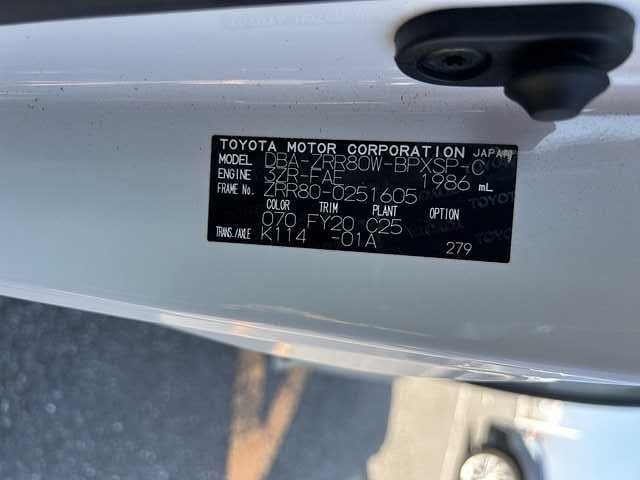 TOYOTA MOTOR CORPORATION JAPAN
MODEL DBA-ZRR80W-BPXSP-C
ENGINE 3ZR-FAE 1986 mL
FRAME No. ZRR80-0251605
COLOR TRIM PLANT OPTION
070 FY20 C25
TRANS./AXLE K114 -01A 279